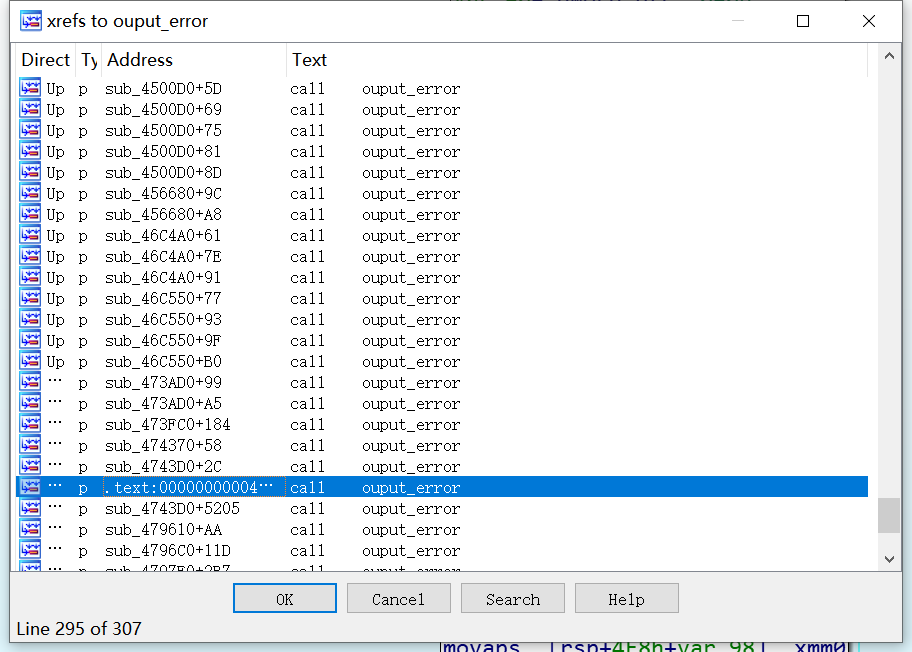 xrefs to ouput_error
Direct Ty Address Text
Up p sub_4500D0+5D call ouput_error
Up p sub_4500D0+69 call ouput_error
Up p sub_4500D0+75 call ouput_error
Up p sub_4500D0+81 call ouput_error
Up p sub_4500D0+8D call ouput_error
Up p sub_456680+9C call ouput_error
Up p sub_456680+A8 call ouput_error
Up p sub_46C4A0+61 call ouput_error
Up p sub_46C4A0+7E call ouput_error
Up p sub_46C4A0+91 call ouput_error
Up p sub_46C550+77 call ouput_error
Up p sub_46C550+93 call ouput_error
Up p sub_46C550+9F call ouput_error
Up p sub_46C550+B0 call ouput_error
… p sub_473AD0+99 call ouput_error
… p sub_473AD0+A5 call ouput_error
… p sub_473FC0+184 call ouput_error
… p sub_474370+58 call ouput_error
… p sub_4743D0+2C call ouput_error
… p .text:00000000004… call ouput_error
… p sub_4743D0+5205 call ouput_error
… p sub_479610+AA call ouput_error
… p sub_4796C0+11D call ouput_error
OK Cancel Search Help
Line 295 of 307
movaps [rsp+4F8h+var_98], xmm0